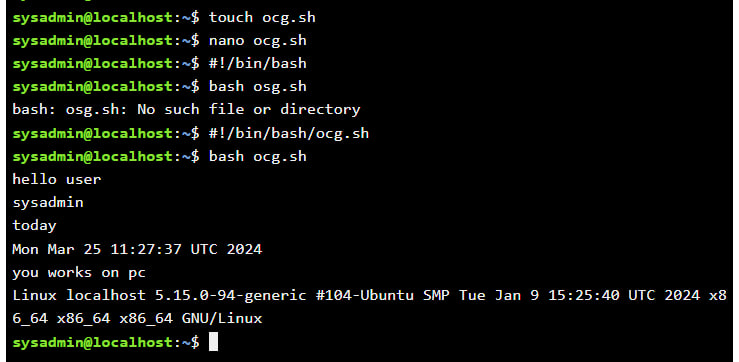 sysadmin@localhost:~$ touch ocg.sh
sysadmin@localhost:~$ nano ocg.sh
sysadmin@localhost:~$ #!/bin/bash
sysadmin@localhost:~$ bash osg.sh
bash: osg.sh: No such file or directory
sysadmin@localhost:~$ #!/bin/bash/ocg.sh
sysadmin@localhost:~$ bash ocg.sh
hello user
sysadmin
today
Mon Mar 25 11:27:37 UTC 2024
you works on pc
Linux localhost 5.15.0-94-generic #104-Ubuntu SMP Tue Jan 9 15:25:40 UTC 2024 x8
6_64 x86_64 x86_64 GNU/Linux
sysadmin@localhost:~$